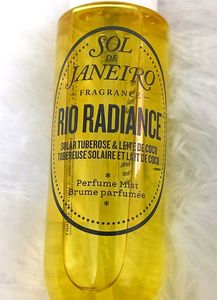 SOL
DE
JANEIRO
FRAGRANCE
RIO RADIANCE
SOLAR TUBEROSE & LEITE DE COCO
TUBÉREUSE SOLAIRE ET LAIT DE COCO
Perfume Mist
Brume parfumée